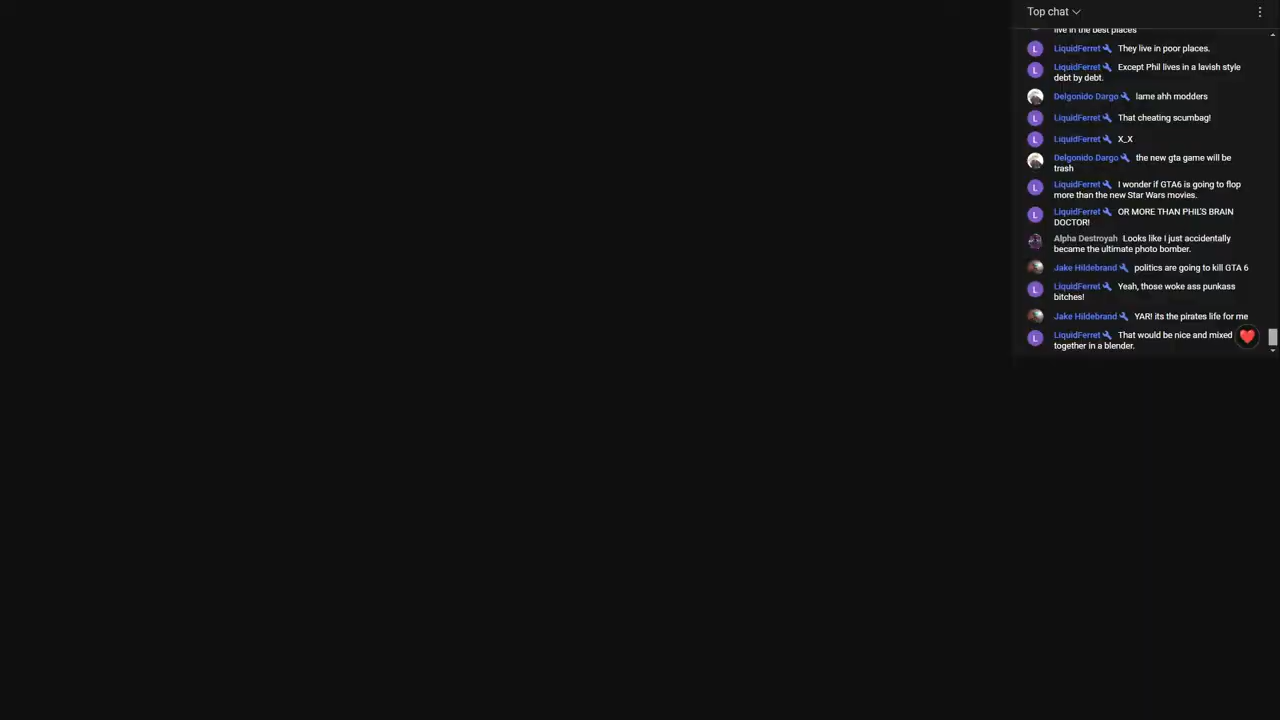 Top chat
live in the best places
L LiquidFerret They live in poor places.
L LiquidFerret Except Phil lives in a lavish style
debt by debt.
Delgonido Dargo lame ahh modders
L LiquidFerret That cheating scumbag!
L LiquidFerret X_X
Delgonido Dargo the new gta game will be
trash
L LiquidFerret I wonder if GTA6 is going to flop
more than the new Star Wars movies.
L LiquidFerret OR MORE THAN PHIL'S BRAIN
DOCTOR!
Alpha Destroyah Looks like I just accidentally
became the ultimate photo bomber.
Jake Hildebrand politics are going to kill GTA 6
L LiquidFerret Yeah, those woke ass punkass
bitches!
Jake Hildebrand YAR! its the pirates life for me
L LiquidFerret That would be nice and mixed
together in a blender.